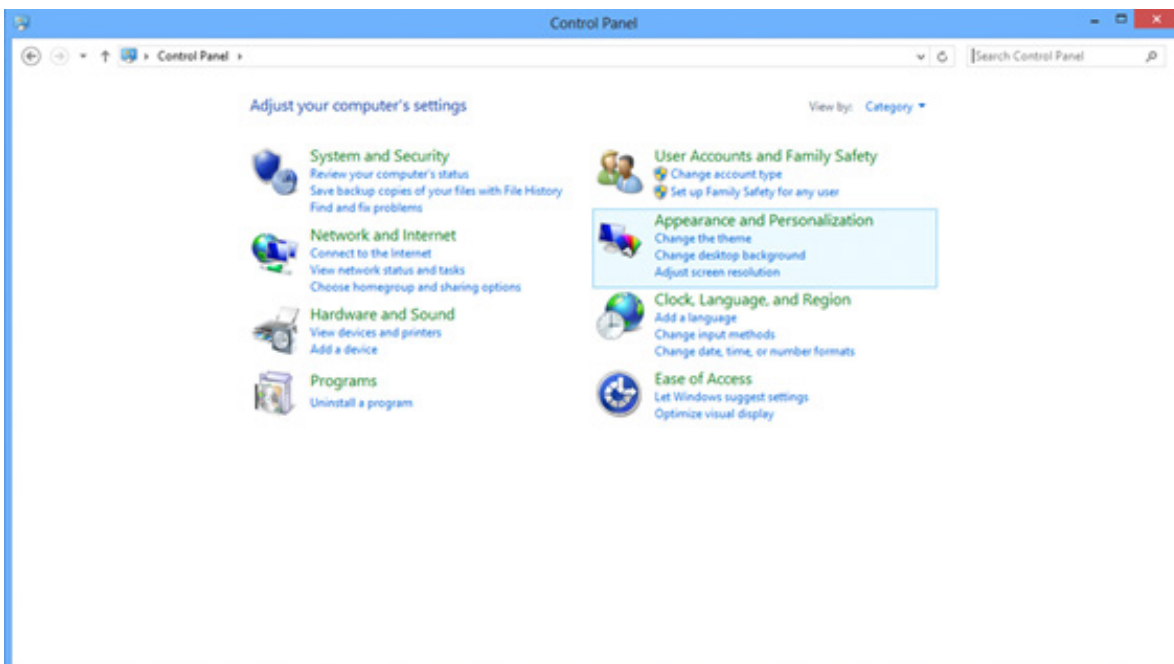 Control Panel
Control Panel
Search Control Panel
Adjust your computer's settings
View by: Category
System and Security
Review your computer's status
Save backup copies of your files with File History
Find and fix problems
Network and Internet
Connect to the Internet
View network status and tasks
Choose homegroup and sharing options
Hardware and Sound
View devices and printers
Add a device
Programs
Uninstall a program
User Accounts and Family Safety
Change account type
Set up Family Safety for any user
Appearance and Personalization
Change the theme
Change desktop background
Adjust screen resolution
Clock, Language, and Region
Add a language
Change input methods
Change date, time, or number formats
Ease of Access
Let Windows suggest settings
Optimize visual display